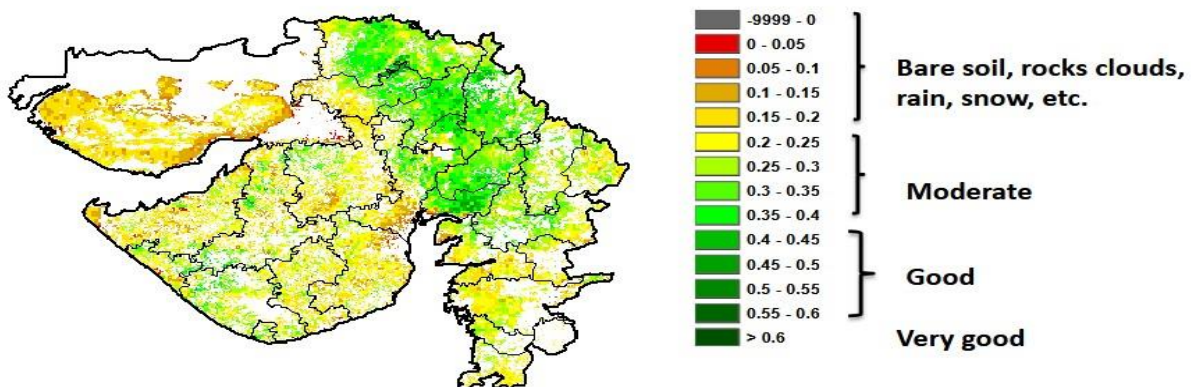 -9999 - 0
0 - 0.05
0.05 - 0.1
0.1 - 0.15
0.15 - 0.2
0.2 - 0.25
0.25 - 0.3
0.3 - 0.35
0.35 - 0.4
0.4 - 0.45
0.45 - 0.5
0.5 - 0.55
0.55 - 0.6
> 0.6
Bare soil, rocks clouds,
rain, snow, etc.
Moderate
Good
Very good